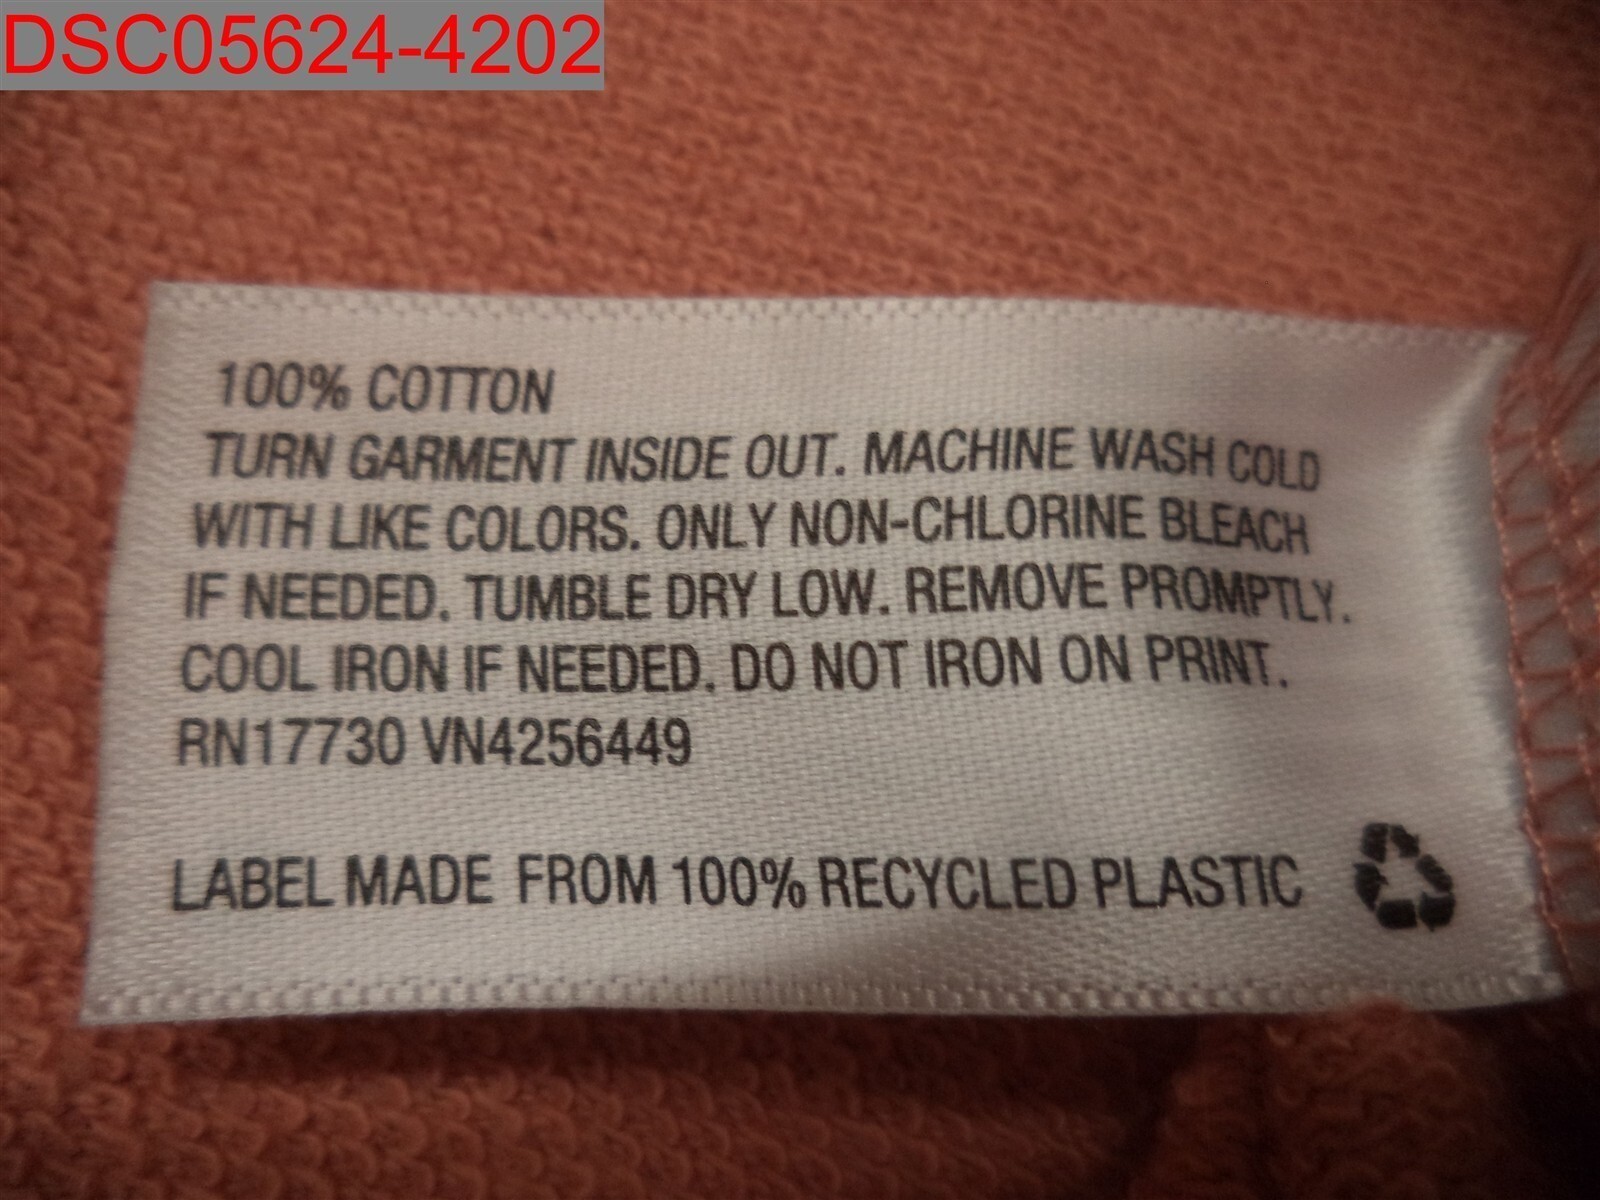 DSC05624-4202
100% COTTON
TURN GARMENT INSIDE OUT. MACHINE WASH COLD
WITH LIKE COLORS. ONLY NON-CHLORINE BLEACH
IF NEEDED. TUMBLE DRY LOW. REMOVE PROMPTLY.
COOL IRON IF NEEDED. DO NOT IRON ON PRINT.
RN17730 VN4256449
LABEL MADE FROM 100% RECYCLED PLASTIC